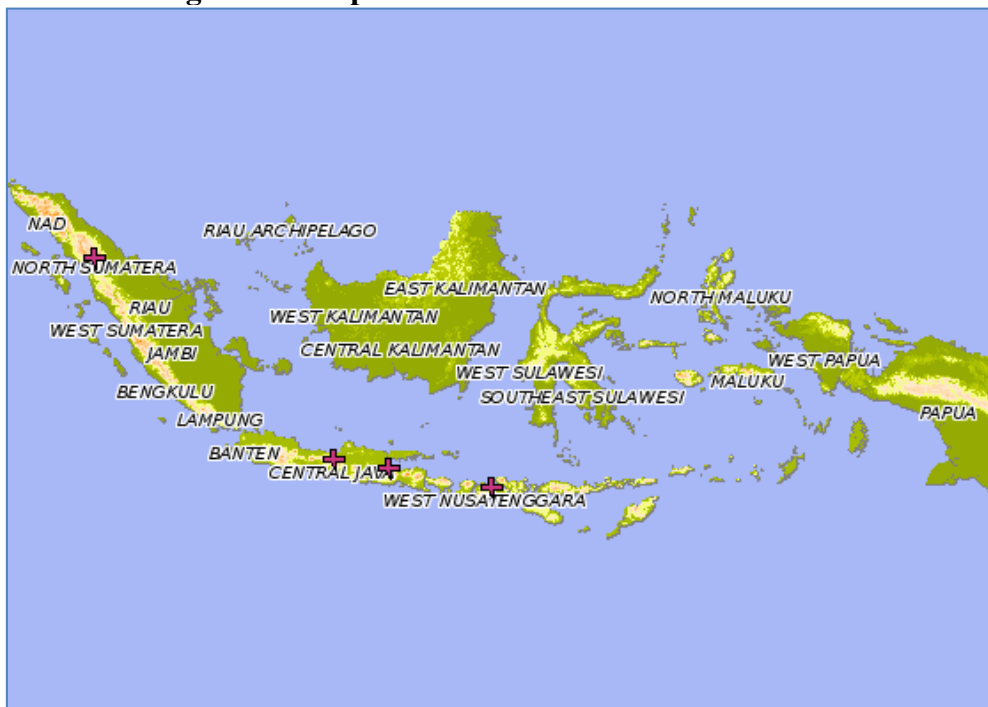 NAD
RIAU ARCHIPELAGO
NORTH SUMATERA
EAST KALIMANTAN
NORTH MALUKU
RIAU
WEST KALIMANTAN
WEST SUMATERA
JAMBI
CENTRAL KALIMANTAN
WEST PAPUA
WEST SULAWESI
MALUKU
BENGKULU
SOUTHEAST SULAWESI
LAMPUNG
PAPUA
BANTEN
CENTRAL JAVA
WEST NUSATENGGARA